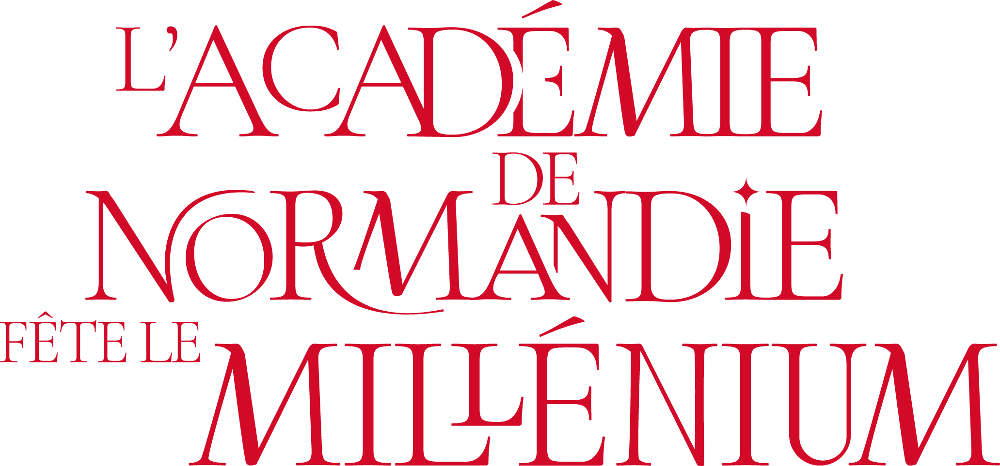 L’ACADÉMIE
DE
NORMANDIE
FÊTE LE
MILLÉNIUM